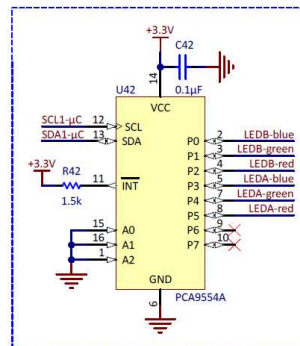 +3.3V
C42
0.1µF
U42
14
VCC
SCL1-µC 12 SCL
SDA1-µC 13 SDA
+3.3V
R42
1.5k
11 INT
15 A0
16 A1
1 A2
P0 2 LEDB-blue
P1 3 LEDB-green
P2 4 LEDB-red
P3 5 LEDA-blue
P4 7 LEDA-green
P5 8 LEDA-red
P6 9
P7 10
GND
6
PCA9554A